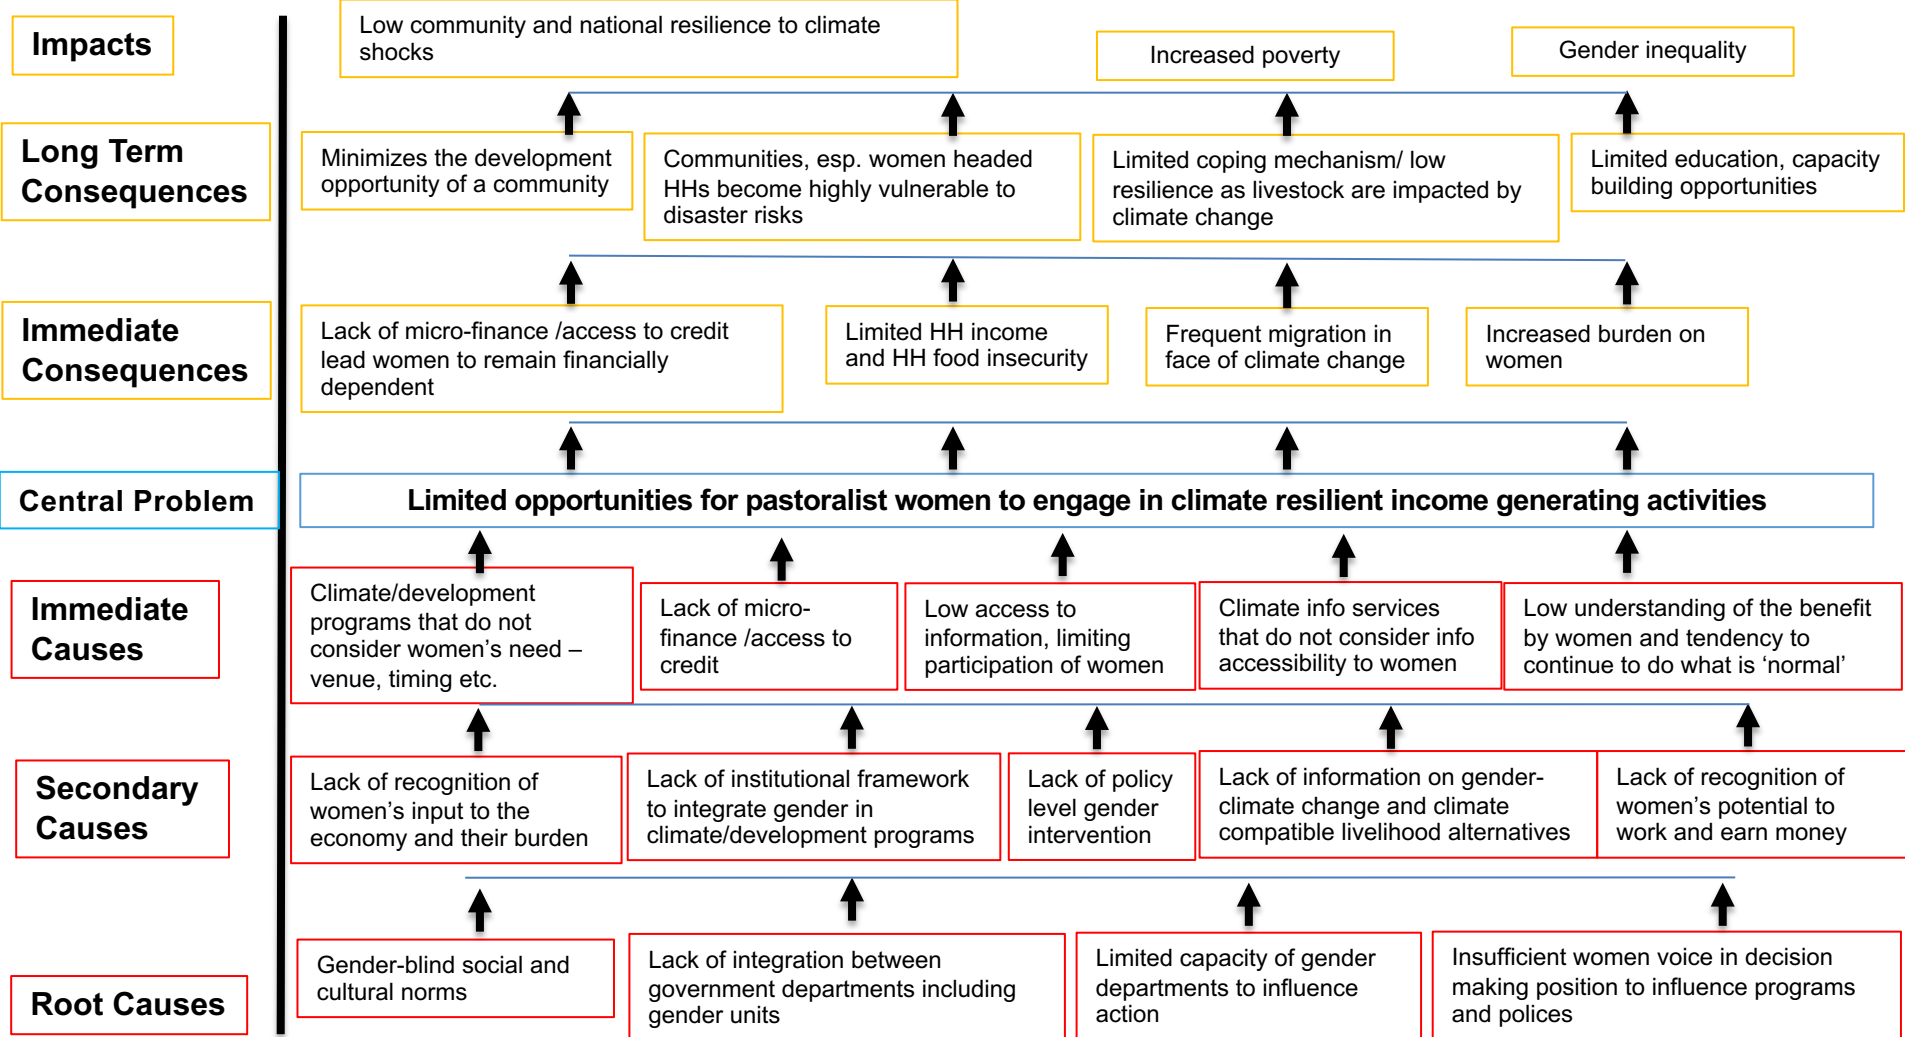 Impacts
Low community and national resilience to climate
shocks
Increased poverty
Gender inequality
Long Term
Consequences
Minimizes the development
opportunity of a community
Communities, esp. women headed
HHs become highly vulnerable to
disaster risks
Limited coping mechanism/ low
resilience as livestock are impacted by
climate change
Limited education, capacity
building opportunities
Immediate
Consequences
Lack of micro-finance /access to credit
lead women to remain financially
dependent
Limited HH income
and HH food insecurity
Frequent migration in
face of climate change
Increased burden on
women
Central Problem
Limited opportunities for pastoralist women to engage in climate resilient income generating activities
Immediate
Causes
Climate/development
programs that do not
consider women’s need –
venue, timing etc.
Lack of micro-
finance /access to
credit
Low access to
information, limiting
participation of women
Climate info services
that do not consider info
accessibility to women
Low understanding of the benefit
by women and tendency to
continue to do what is ‘normal’
Secondary
Causes
Lack of recognition of
women’s input to the
economy and their burden
Lack of institutional framework
to integrate gender in
climate/development programs
Lack of policy
level gender
intervention
Lack of information on gender-
climate change and climate
compatible livelihood alternatives
Lack of recognition of
women’s potential to
work and earn money
Root Causes
Gender-blind social and
cultural norms
Lack of integration between
government departments including
gender units
Limited capacity of gender
departments to influence
action
Insufficient women voice in decision
making position to influence programs
and polices